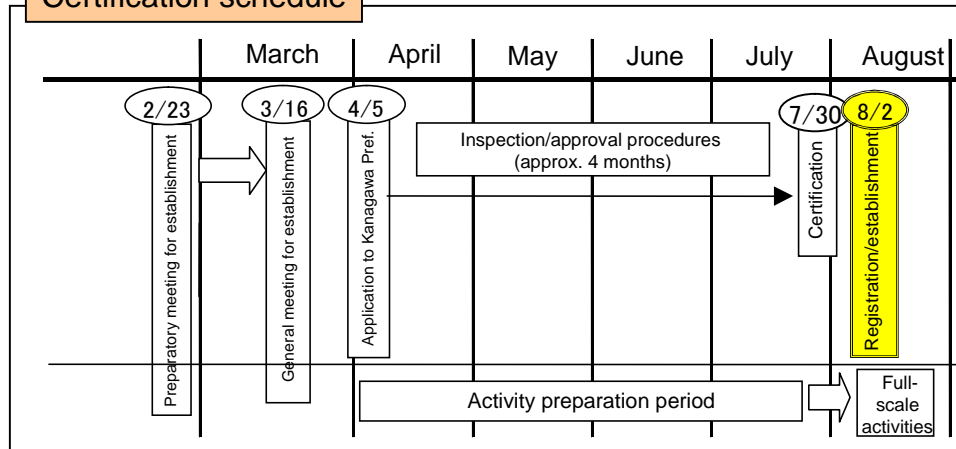 Certification schedule
March April May June July August
2/23 3/16 4/5 7/30 8/2
Preparatory meeting for establishment
General meeting for establishment
Application to Kanagawa Pref.
Inspection/approval procedures
(approx. 4 months)
Certification
Registration/establishment
Activity preparation period
Full-
scale
activities